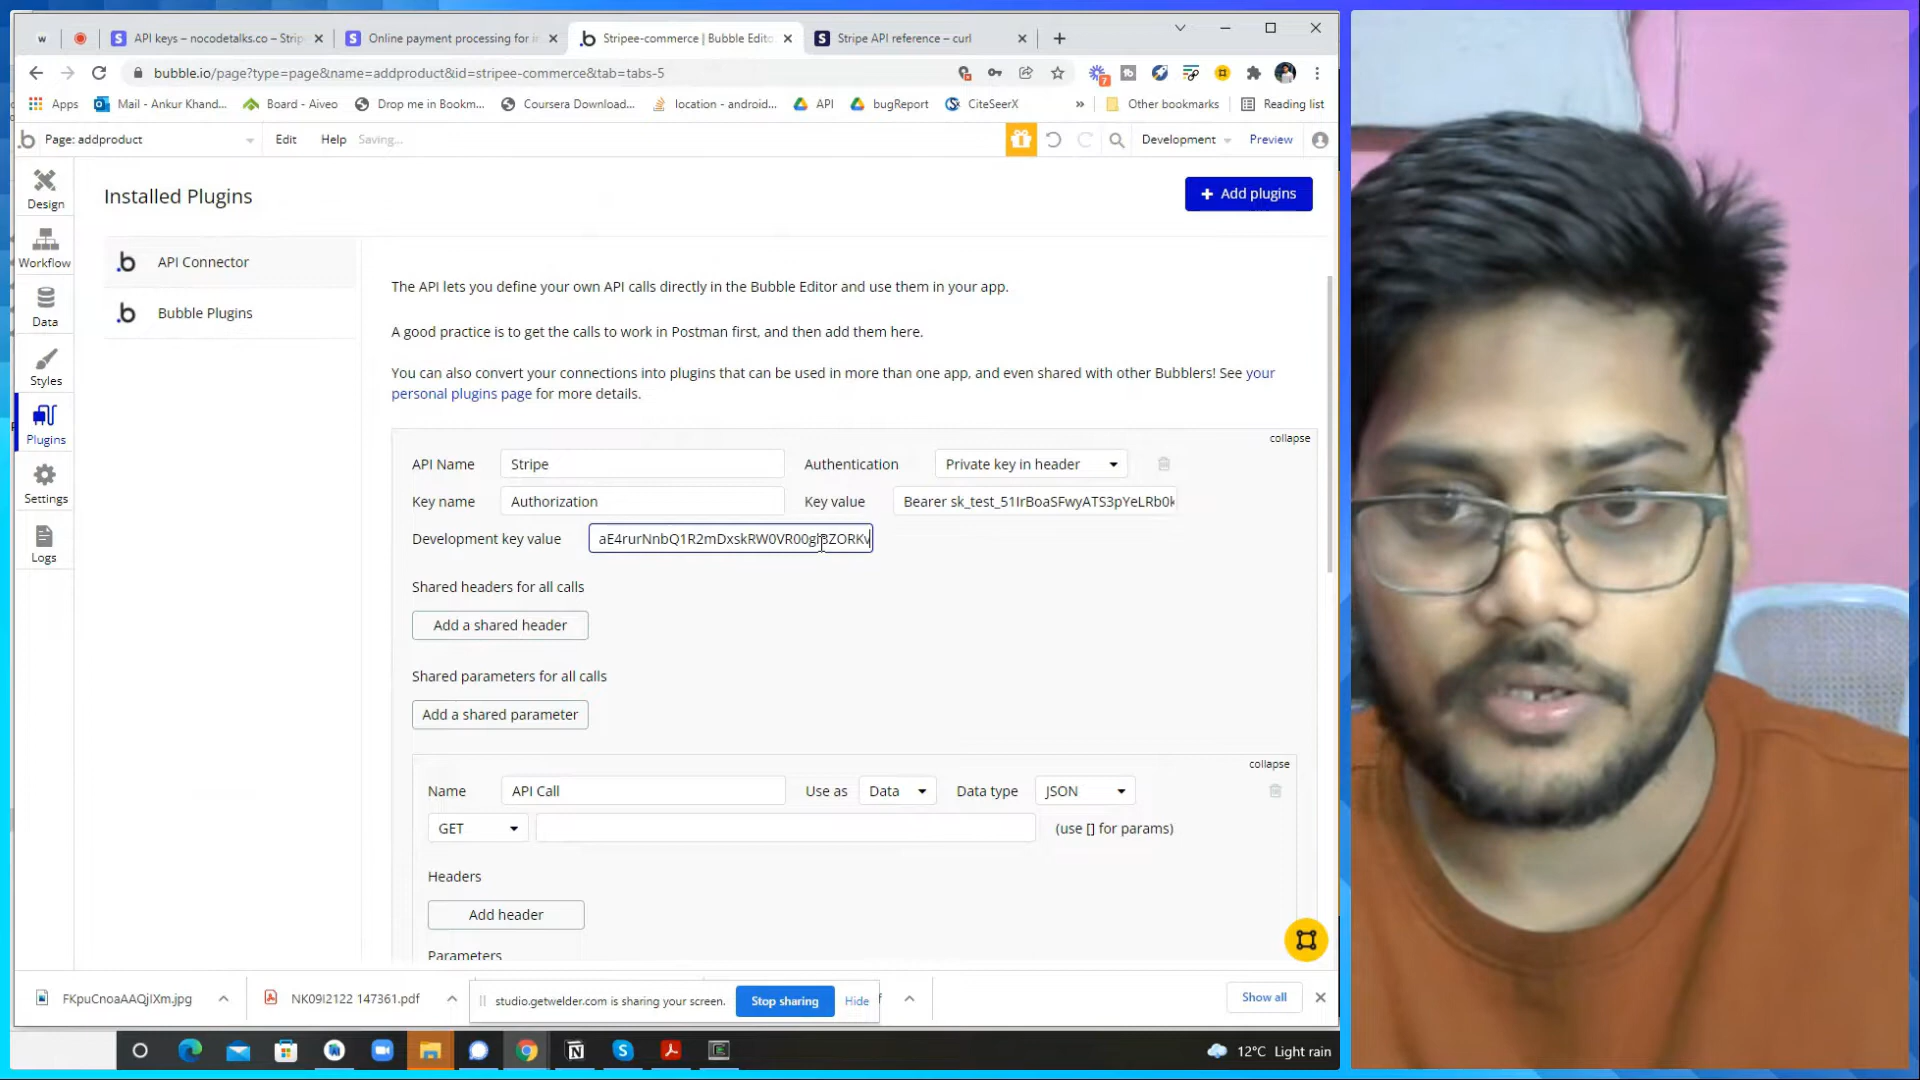 API keys – nocodetalks.co – Strip
Online payment processing for in
Stripee-commerce | Bubble Edito
Stripe API reference – curl
bubble.io/page?type=page&name=addproduct&id=stripee-commerce&tab=tabs-5
Apps
Mail - Ankur Khand...
Board - Aiveo
Drop me in Bookm...
Coursera Download...
location - android...
API
bugReport
CiteSeerX
»
Other bookmarks
Reading list
Page: addproduct
Edit
Help
Saving...
Development
Preview
Design
Workflow
Data
Styles
Plugins
Settings
Logs
Installed Plugins
+ Add plugins
API Connector
Bubble Plugins
The API lets you define your own API calls directly in the Bubble Editor and use them in your app.
A good practice is to get the calls to work in Postman first, and then add them here.
You can also convert your connections into plugins that can be used in more than one app, and even shared with other Bubblers! See your
personal plugins page for more details.
collapse
API Name Stripe Authentication Private key in header
Key name Authorization Key value Bearer
Development key value
Shared headers for all calls
Add a shared header
Shared parameters for all calls
Add a shared parameter
collapse
Name API Call Use as Data Data type JSON
GET (use [] for params)
Headers
Add header
Parameters
FKpuCnoaAAQjIXm.jpg
NK09I2122 147361.pdf
studio.getwelder.com is sharing your screen.
Stop sharing
Hide
Show all
12°C Light rain